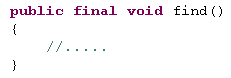 public final void find()
{
//.....
}